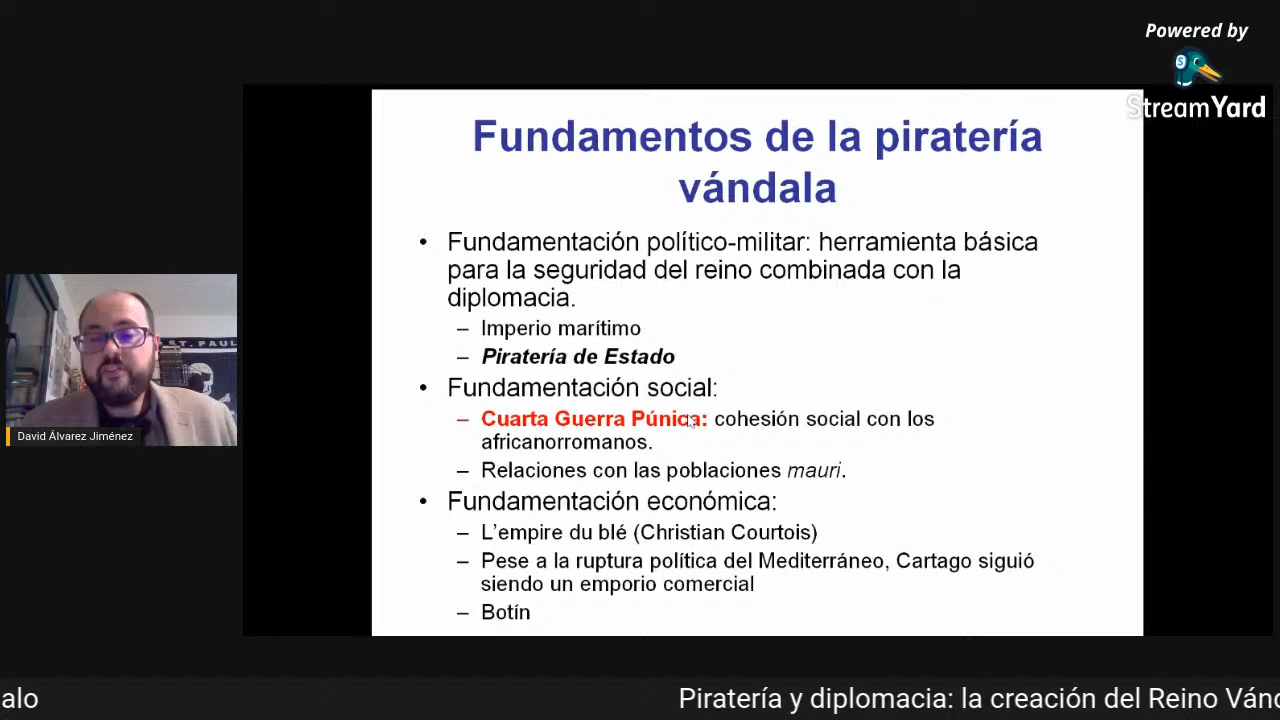 Powered by
StreamYard
Fundamentos de la piratería
vándala
• Fundamentación político-militar: herramienta básica
para la seguridad del reino combinada con la
diplomacia.
– Imperio marítimo
– Piratería de Estado
• Fundamentación social:
– Cuarta Guerra Púnica: cohesión social con los
africanorromanos.
– Relaciones con las poblaciones mauri.
• Fundamentación económica:
– L’empire du blé (Christian Courtois)
– Pese a la ruptura política del Mediterráneo, Cartago siguió
siendo un emporio comercial
– Botín
ST. PAUL
David Álvarez Jiménez
alo
Piratería y diplomacia: la creación del Reino Vánd